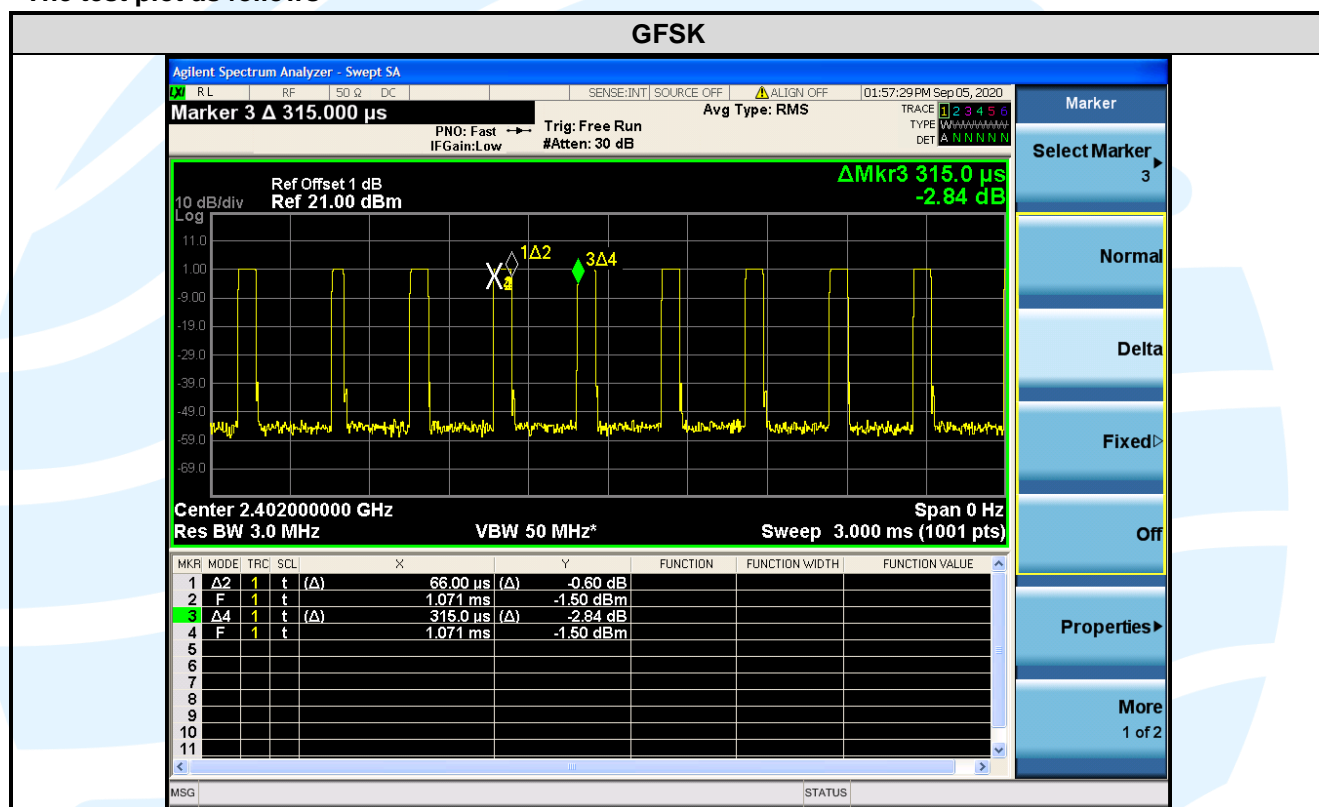 GFSK
Agilent Spectrum Analyzer - Swept SA
LXI RL RF 50 Ω DC SENSE:INT SOURCE OFF ALIGN OFF 01:57:29 PM Sep 05, 2020
Marker 3 Δ 315.000 µs
PNO: Fast
IFGain:Low
Trig: Free Run
#Atten: 30 dB
Avg Type: RMS
TRACE 1 2 3 4 5 6
TYPE WWWWWW
DET A N N N N N
ΔMkr3 315.0 µs
-2.84 dB
Ref Offset 1 dB
10 dB/div Ref 21.00 dBm
Log
11.0
1.00
-9.00
-19.0
-29.0
-39.0
-49.0
-59.0
-69.0
1Δ2
3Δ4
Center 2.402000000 GHz Span 0 Hz
Res BW 3.0 MHz VBW 50 MHz* Sweep 3.000 ms (1001 pts)
MKR MODE TRC SCL X Y FUNCTION FUNCTION WIDTH FUNCTION VALUE
1 Δ2 1 t (Δ) 66.00 µs (Δ) -0.60 dB
2 F 1 t 1.071 ms -1.50 dBm
3 Δ4 1 t (Δ) 315.0 µs (Δ) -2.84 dB
4 F 1 t 1.071 ms -1.50 dBm
5
6
7
8
9
10
11
MSG STATUS
Marker
Select Marker
3
Normal
Delta
Fixed
Off
Properties
More
1 of 2